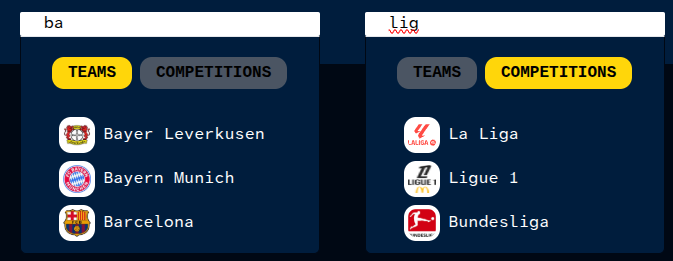 ba
TEAMS COMPETITIONS
Bayer Leverkusen
Bayern Munich
Barcelona
lig
TEAMS COMPETITIONS
LALIGA
La Liga
LIGUE 1
Ligue 1
BUNDESLIGA
Bundesliga